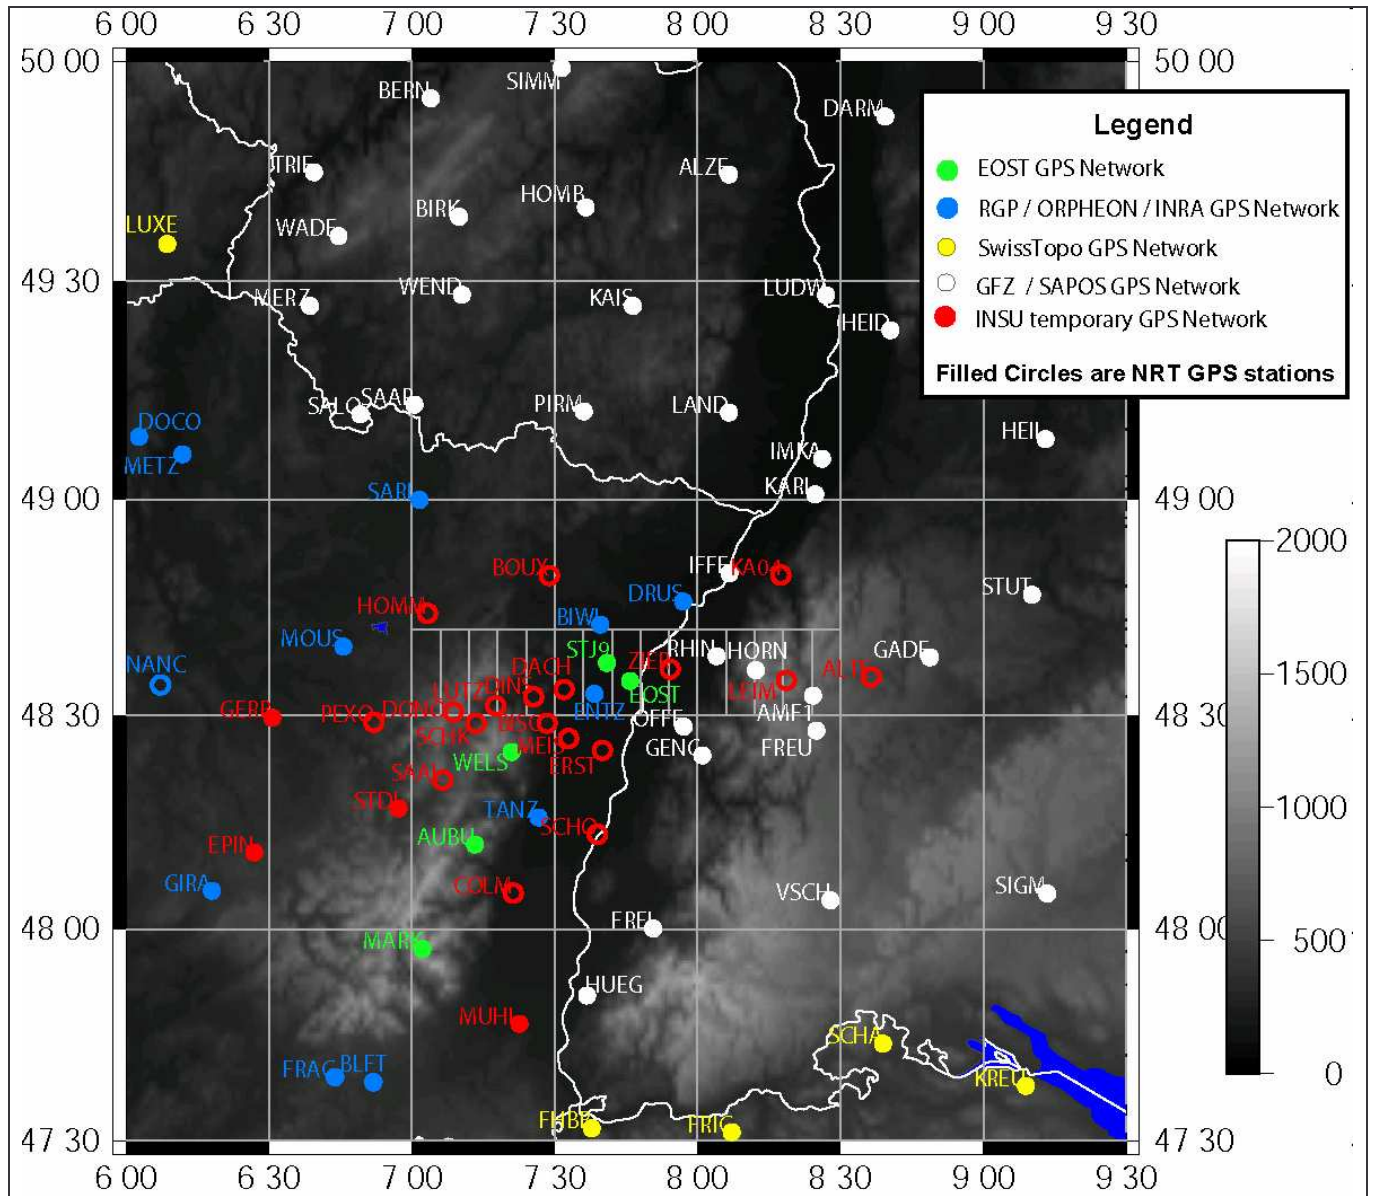 6 00 6 30 7 00 7 30 8 00 8 30 9 00 9 30
50 00
50 00
SIMM
BERN
DARM
Legend
EOST GPS Network
RGP / ORPHEON / INRA GPS Network
SwissTopo GPS Network
GFZ / SAPOS GPS Network
INSU temporary GPS Network
Filled Circles are NRT GPS stations
TRIE
ALZE
HOMB
BIRK
WADE
LUXE
49 30
WEND
MERZ
KAIS
LUDW
HEID
SAAR
SALO
PIRM
LAND
DOCO
METZ
HEIL
IMKA
KARL
SARL
49 00
49 00
2000
BOUX
IFFE
KA04
STUT
HOMM
DRUS
BIWI
MOUS
NANC
STJ9
ZIER
RHIN
HORN
GADE
DACH
EOST
LEIM
LUTZ
DINS
ENTZ
AMFT
1500
GERB
PEXO
DONO
SCHK
MEIS
OFFE
48 30
48 30
WELS
ERST
GENG
FREU
SAAL
STDI
TANZ
SCHO
1000
EPIN
AUBU
GIRA
COLM
VSCH
SIGM
48 00
48 00
FREI
500
MARK
HUEG
MUHL
SCHA
FRAC
BLFT
KREU
0
FHBB
FRIC
47 30
47 30
6 00 6 30 7 00 7 30 8 00 8 30 9 00 9 30